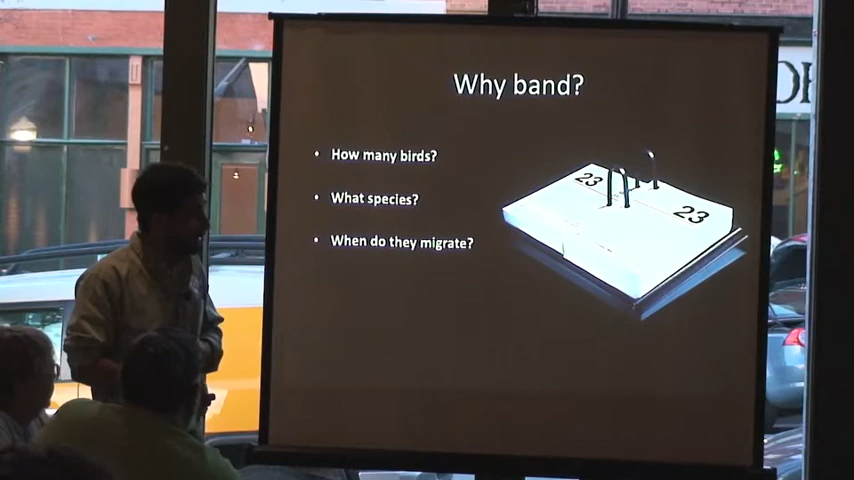 Why band?
• How many birds?
• What species?
• When do they migrate?
23
23